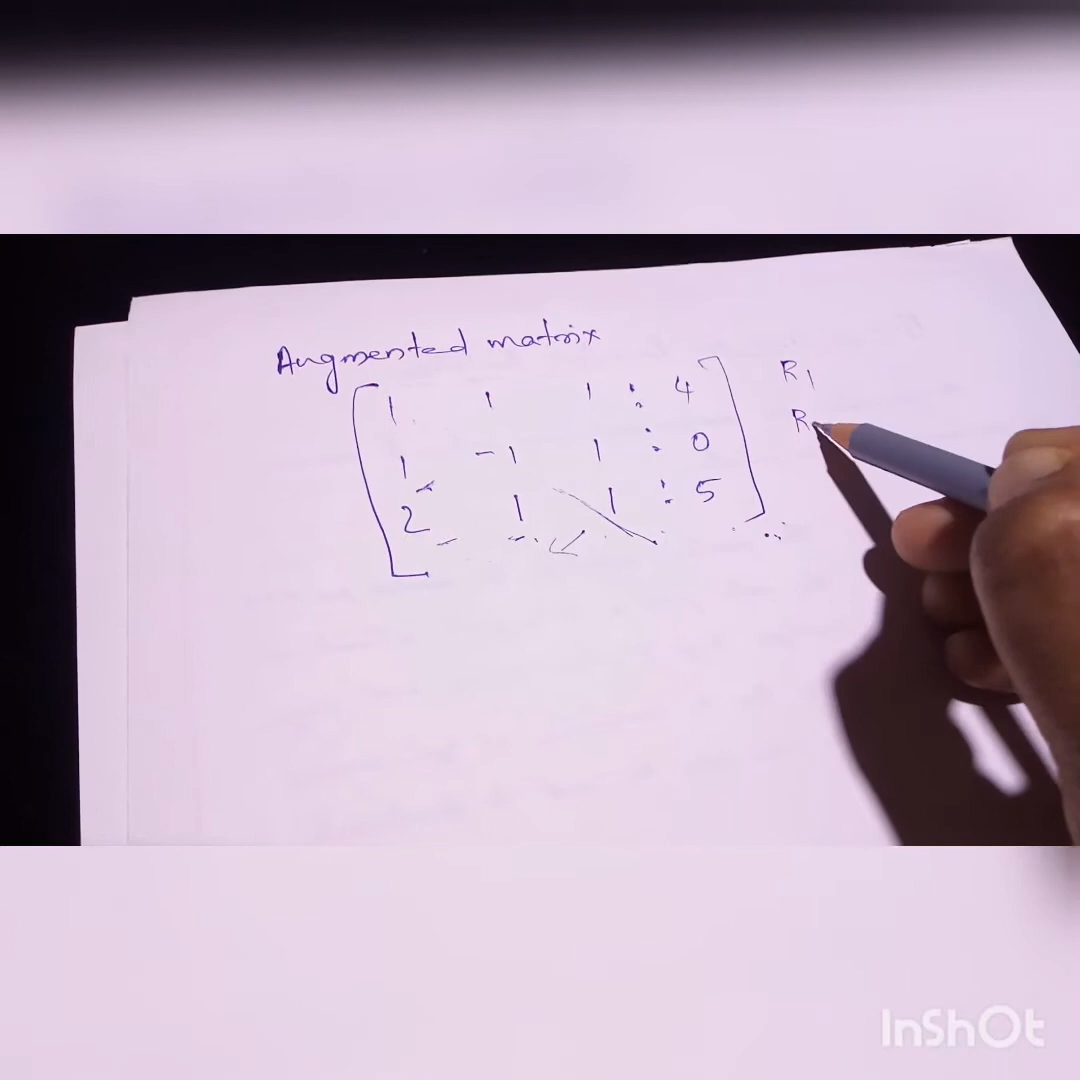 Augmented matrix
1 1 1 : 4 R1
1 -1 1 : 0 R
2 1 1 : 5
InShOt